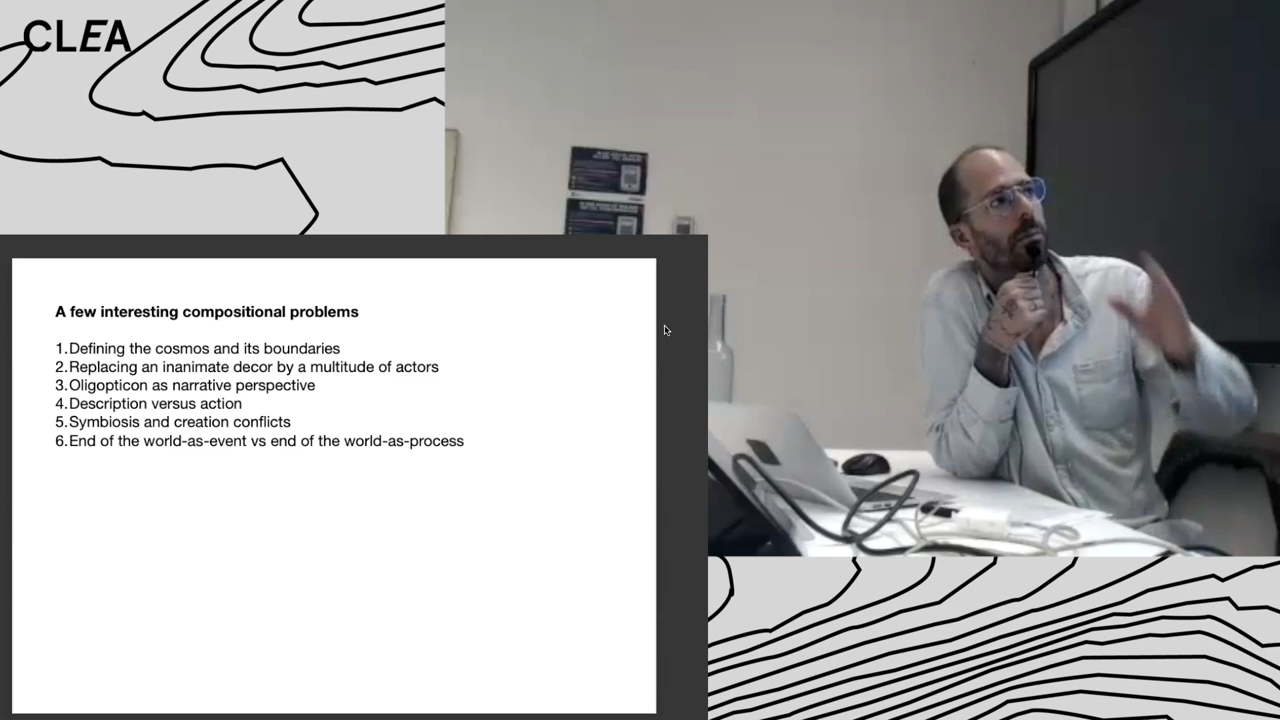 CLEA
A few interesting compositional problems
1.Defining the cosmos and its boundaries
2.Replacing an inanimate decor by a multitude of actors
3.Oligopticon as narrative perspective
4.Description versus action
5.Symbiosis and creation conflicts
6.End of the world-as-event vs end of the world-as-process